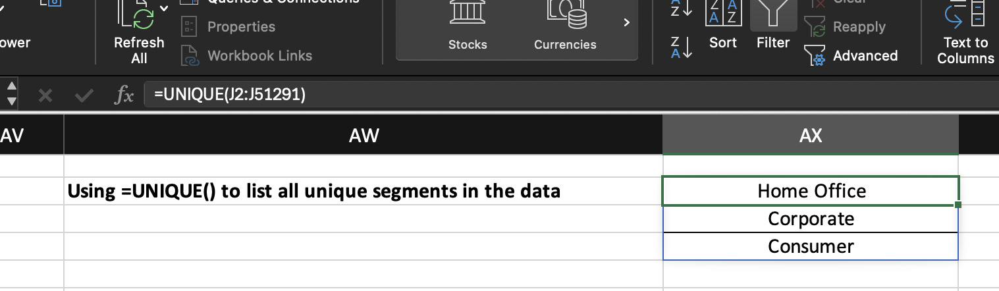 Queries & Connections
Clear
Properties
Reapply
ower
Refresh
All
Stocks
Currencies
Sort
Filter
Text to
Columns
Workbook Links
Advanced
fx
=UNIQUE(J2:J51291)
AV
AW
AX
Using =UNIQUE() to list all unique segments in the data
Home Office
Corporate
Consumer